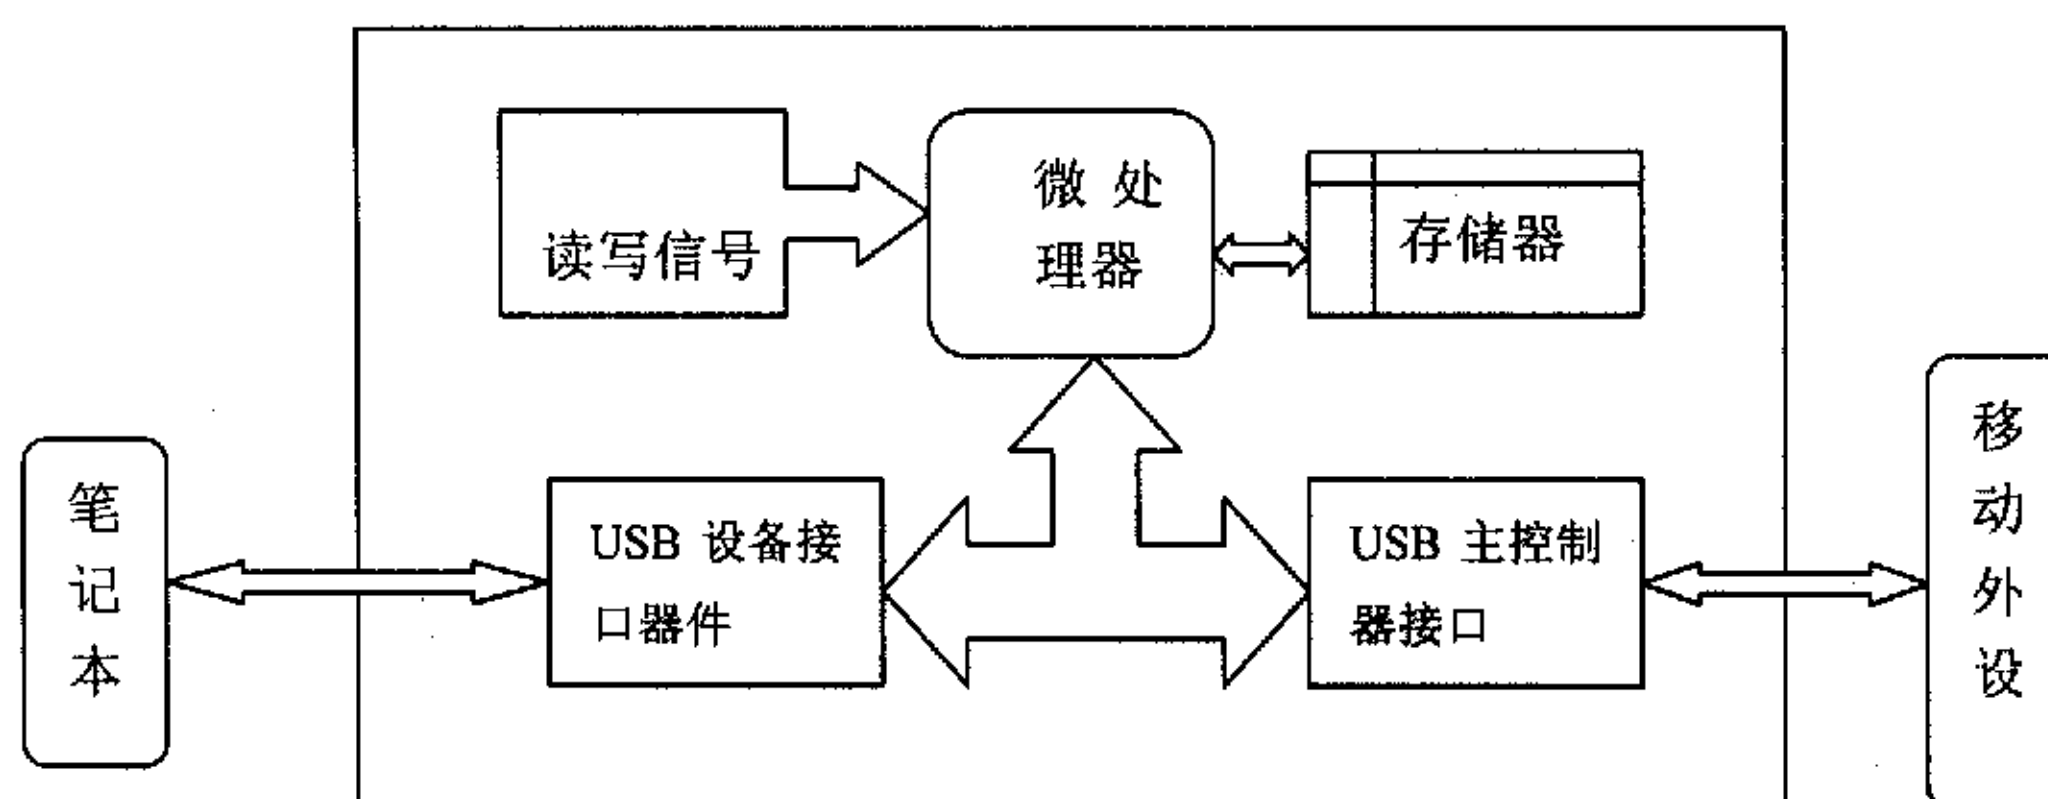 读写信号
微 处
理器
存储器
笔
记
本
USB 设备接
口器件
USB 主控制
器接口
移
动
外
设